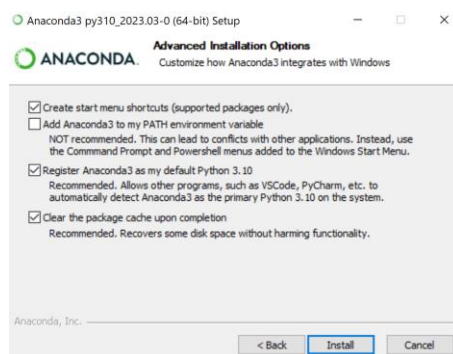 Anaconda3 py310_2023.03-0 (64-bit) Setup
ANACONDA.
Advanced Installation Options
Customize how Anaconda3 integrates with Windows
Create start menu shortcuts (supported packages only).
Add Anaconda3 to my PATH environment
variable
NOT recommended. This can lead to conflicts with other applications. Instead, use
the Commmand Prompt and Powershell menus added to the Windows Start Menu.
Register Anaconda3 as my default Python 3.10
Recommended. Allows other programs, such as VSCode, PyCharm, etc. to
automatically detect Anaconda3 as the primary Python 3.10 on the system.
Clear the package cache upon completion
Recommended. Recovers some disk space without harming functionality.
Anaconda, Inc.
< Back Install Cancel